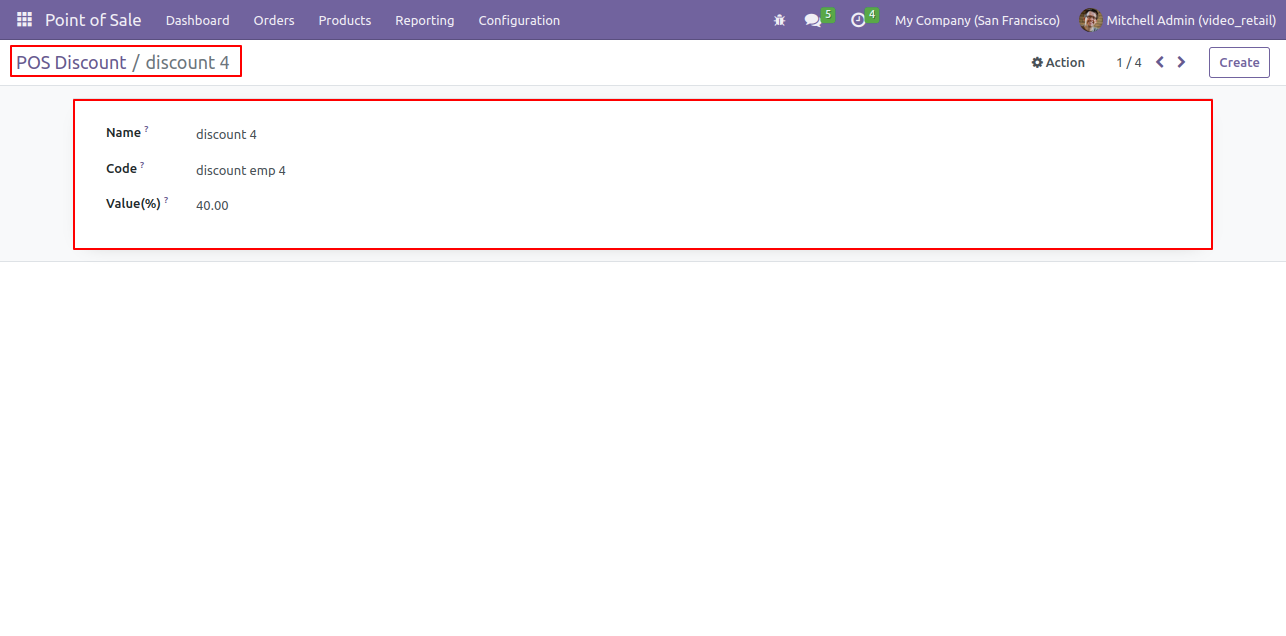 Point of Sale Dashboard Orders Products Reporting Configuration 5 4 My Company (San Francisco) Mitchell Admin (video_retail)
POS Discount / discount 4 Action 1 / 4 Create
Name ? discount 4
Code ? discount emp 4
Value(%) ? 40.00